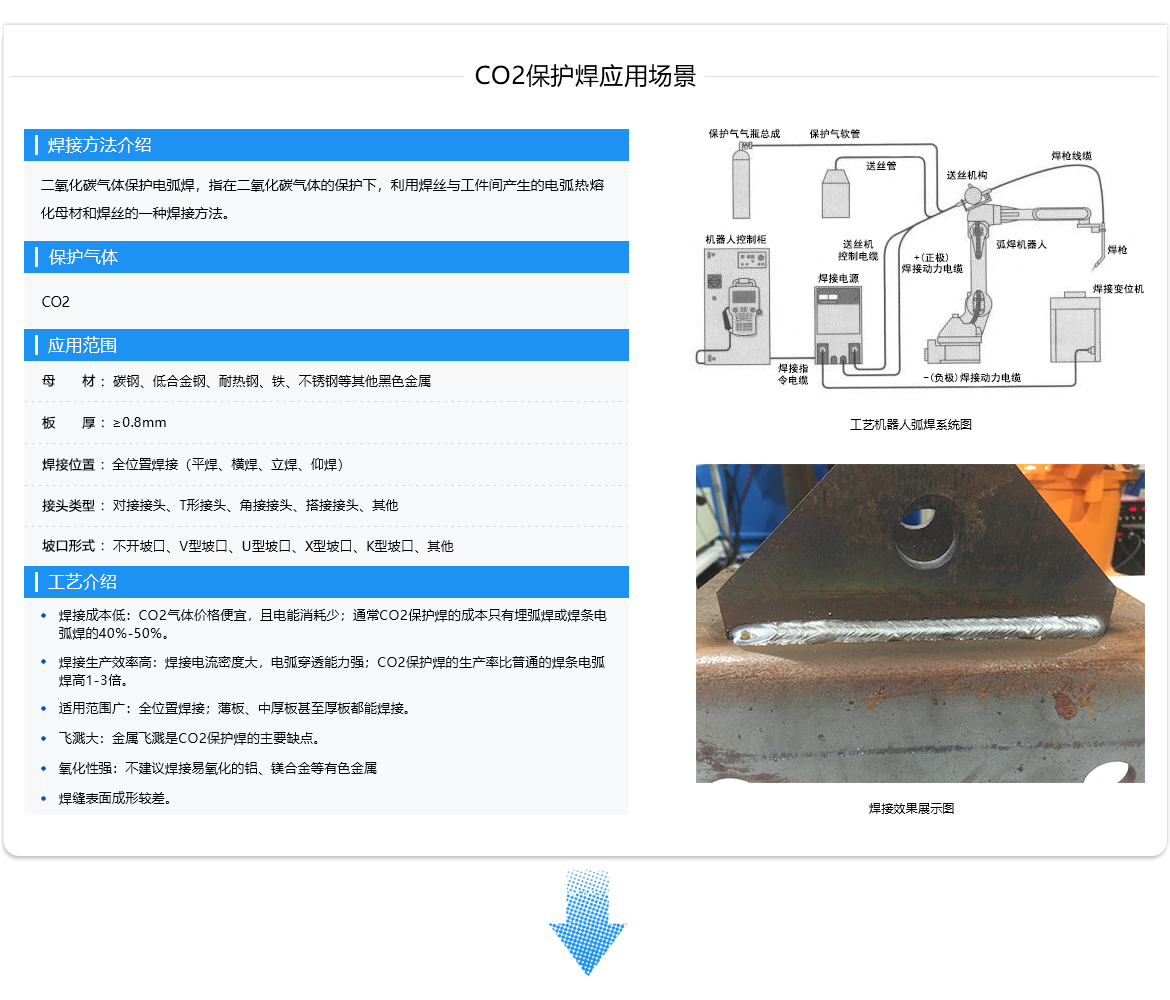 CO2保护焊应用场景
焊接方法介绍
二氧化碳气体保护电弧焊，指在二氧化碳气体的保护下，利用焊丝与工件间产生的电弧热熔
化母材和焊丝的一种焊接方法。
保护气体
CO2
应用范围
母 材：碳钢、低合金钢、耐热钢、铁、不锈钢等其他黑色金属
板 厚：≥0.8mm
焊接位置：全位置焊接（平焊、横焊、立焊、仰焊）
接头类型：对接接头、T形接头、角接接头、搭接接头、其他
坡口形式：不开坡口、V型坡口、U型坡口、X型坡口、K型坡口、其他
工艺介绍
焊接成本低：CO2气体价格便宜，且电能消耗少；通常CO2保护焊的成本只有埋弧焊或焊条电
弧焊的40%-50%。
焊接生产效率高：焊接电流密度大，电弧穿透能力强；CO2保护焊的生产率比普通的焊条电弧
焊高1-3倍。
适用范围广：全位置焊接；薄板、中厚板甚至厚板都能焊接。
飞溅大：金属飞溅是CO2保护焊的主要缺点。
氧化性强：不建议焊接易氧化的铝、镁合金等有色金属
焊缝表面成形较差。
保护气气瓶总成
保护气软管
送丝管
焊枪线缆
送丝机构
机器人控制柜
送丝机
控制电缆
+(正极)
焊接动力电缆
弧焊机器人
焊枪
焊接电源
焊接变位机
焊接指
令电缆
-(负极)焊接动力电缆
工艺机器人弧焊系统图
焊接效果展示图